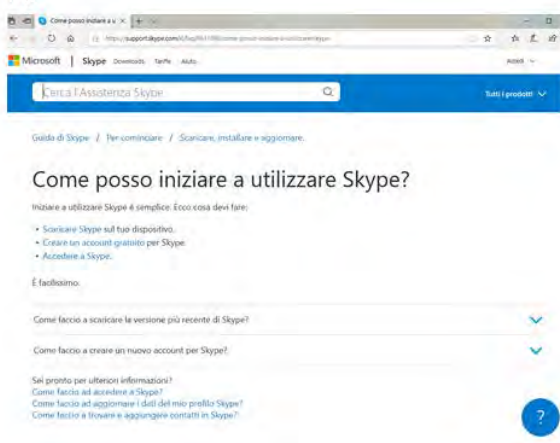 Come posso iniziare a u
Microsoft | Skype Downloads Tariffe Aiuto Accedi
Cerca l'Assistenza Skype
Tutti i prodotti
Guida di Skype / Per cominciare / Scaricare, installare e aggiornare.
Come posso iniziare a utilizzare Skype?
Iniziare a utilizzare Skype è semplice. Ecco cosa devi fare:
• Scaricare Skype sul tuo dispositivo.
• Creare un account gratuito per Skype.
• Accedere a Skype.
È facilissimo.
Come faccio a scaricare la versione più recente di Skype?
Come faccio a creare un nuovo account per Skype?
Sei pronto per ulteriori informazioni?
Come faccio ad accedere a Skype?
Come faccio ad aggiornare i dati del mio profilo Skype?
Come faccio a trovare e aggiungere contatti in Skype?
?